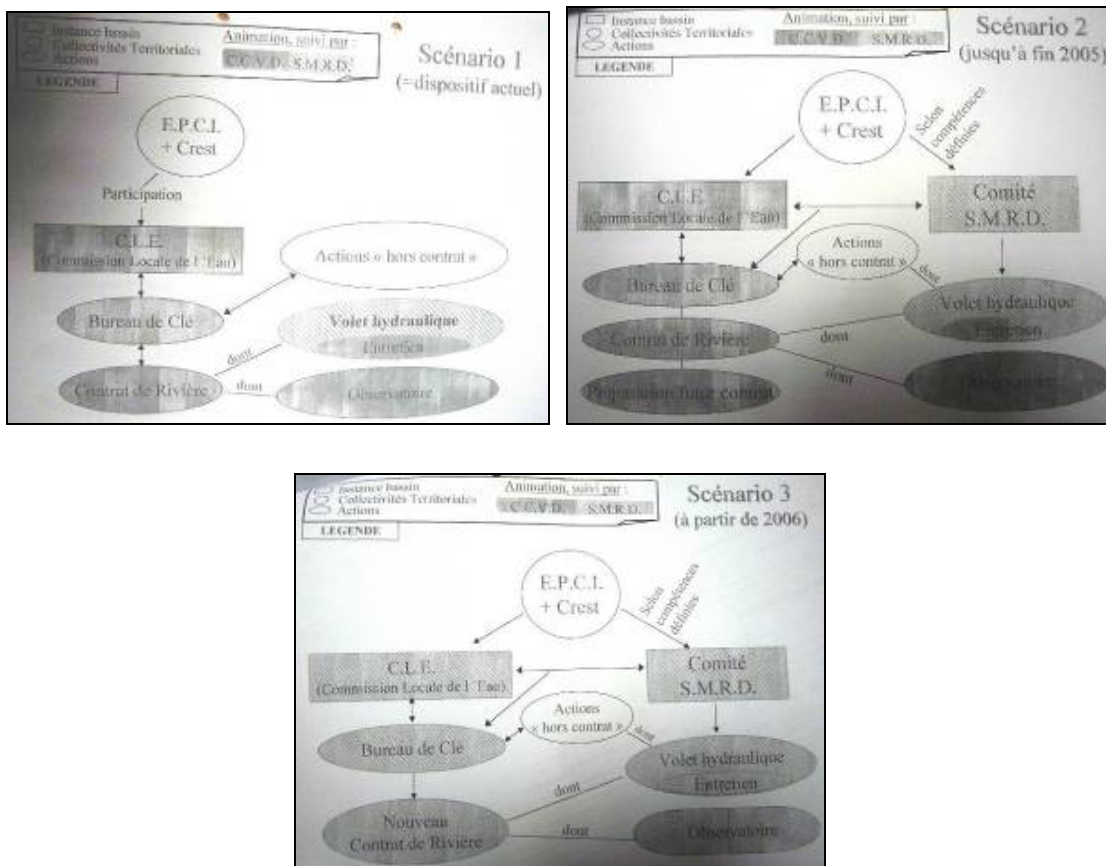 Instance bassin
Collectivités Territoriales
Actions
Animation, suivi par :
C.C.V.D. S.M.R.D.
LEGENDE
Scénario 1
(=dispositif actuel)
E.P.C.I.
+ Crest
Participation
C.L.E.
(Commission Locale de l'Eau)
Actions « hors contrat »
Bureau de Clé
Volet hydraulique
Entretien
dont
Contrat de Rivière
dont
Observatoire
Instance bassin
Collectivités Territoriales
Actions
Animation, suivi par :
C.C.V.D. S.M.R.D.
LEGENDE
Scénario 2
(jusqu'à fin 2005)
E.P.C.I.
+ Crest
Selon
compétences
définies
C.L.E.
(Commission Locale de l'Eau)
Comité
S.M.R.D.
Actions
« hors contrat »
dont
Bureau de Clé
Volet hydraulique
Entretien
Contrat de Rivière
dont
dont
Observatoire
Préparation futur contrat
Instance bassin
Collectivités Territoriales
Actions
Animation, suivi par :
C.C.V.D. S.M.R.D.
LEGENDE
Scénario 3
(à partir de 2006)
E.P.C.I.
+ Crest
Selon
compétences
définies
C.L.E.
(Commission Locale de l'Eau)
Comité
S.M.R.D.
Actions
« hors contrat »
dont
Bureau de Clé
Volet hydraulique
Entretien
dont
Nouveau
Contrat de Rivière
dont
Observatoire